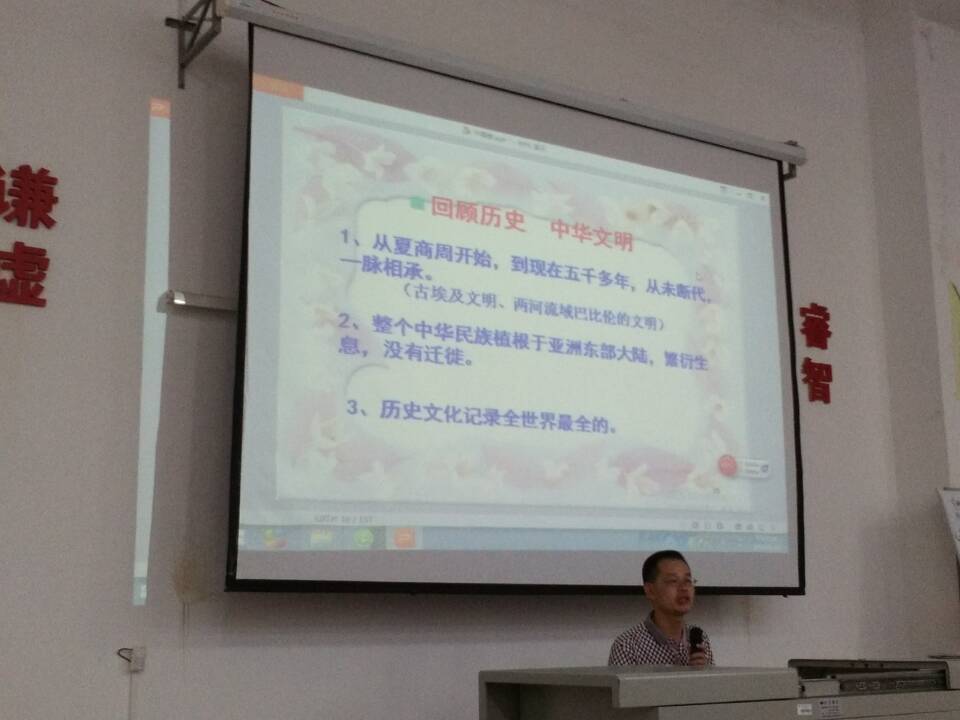 谦虚
回顾历史 中华文明
1、从夏商周开始，到现在五千多年，从未断代，
一脉相承。
（古埃及文明、两河流域巴比伦的文明）
2、整个中华民族植根于亚洲东部大陆，繁衍生
息，没有迁徙。
3、历史文化记录全世界最全的。
睿智